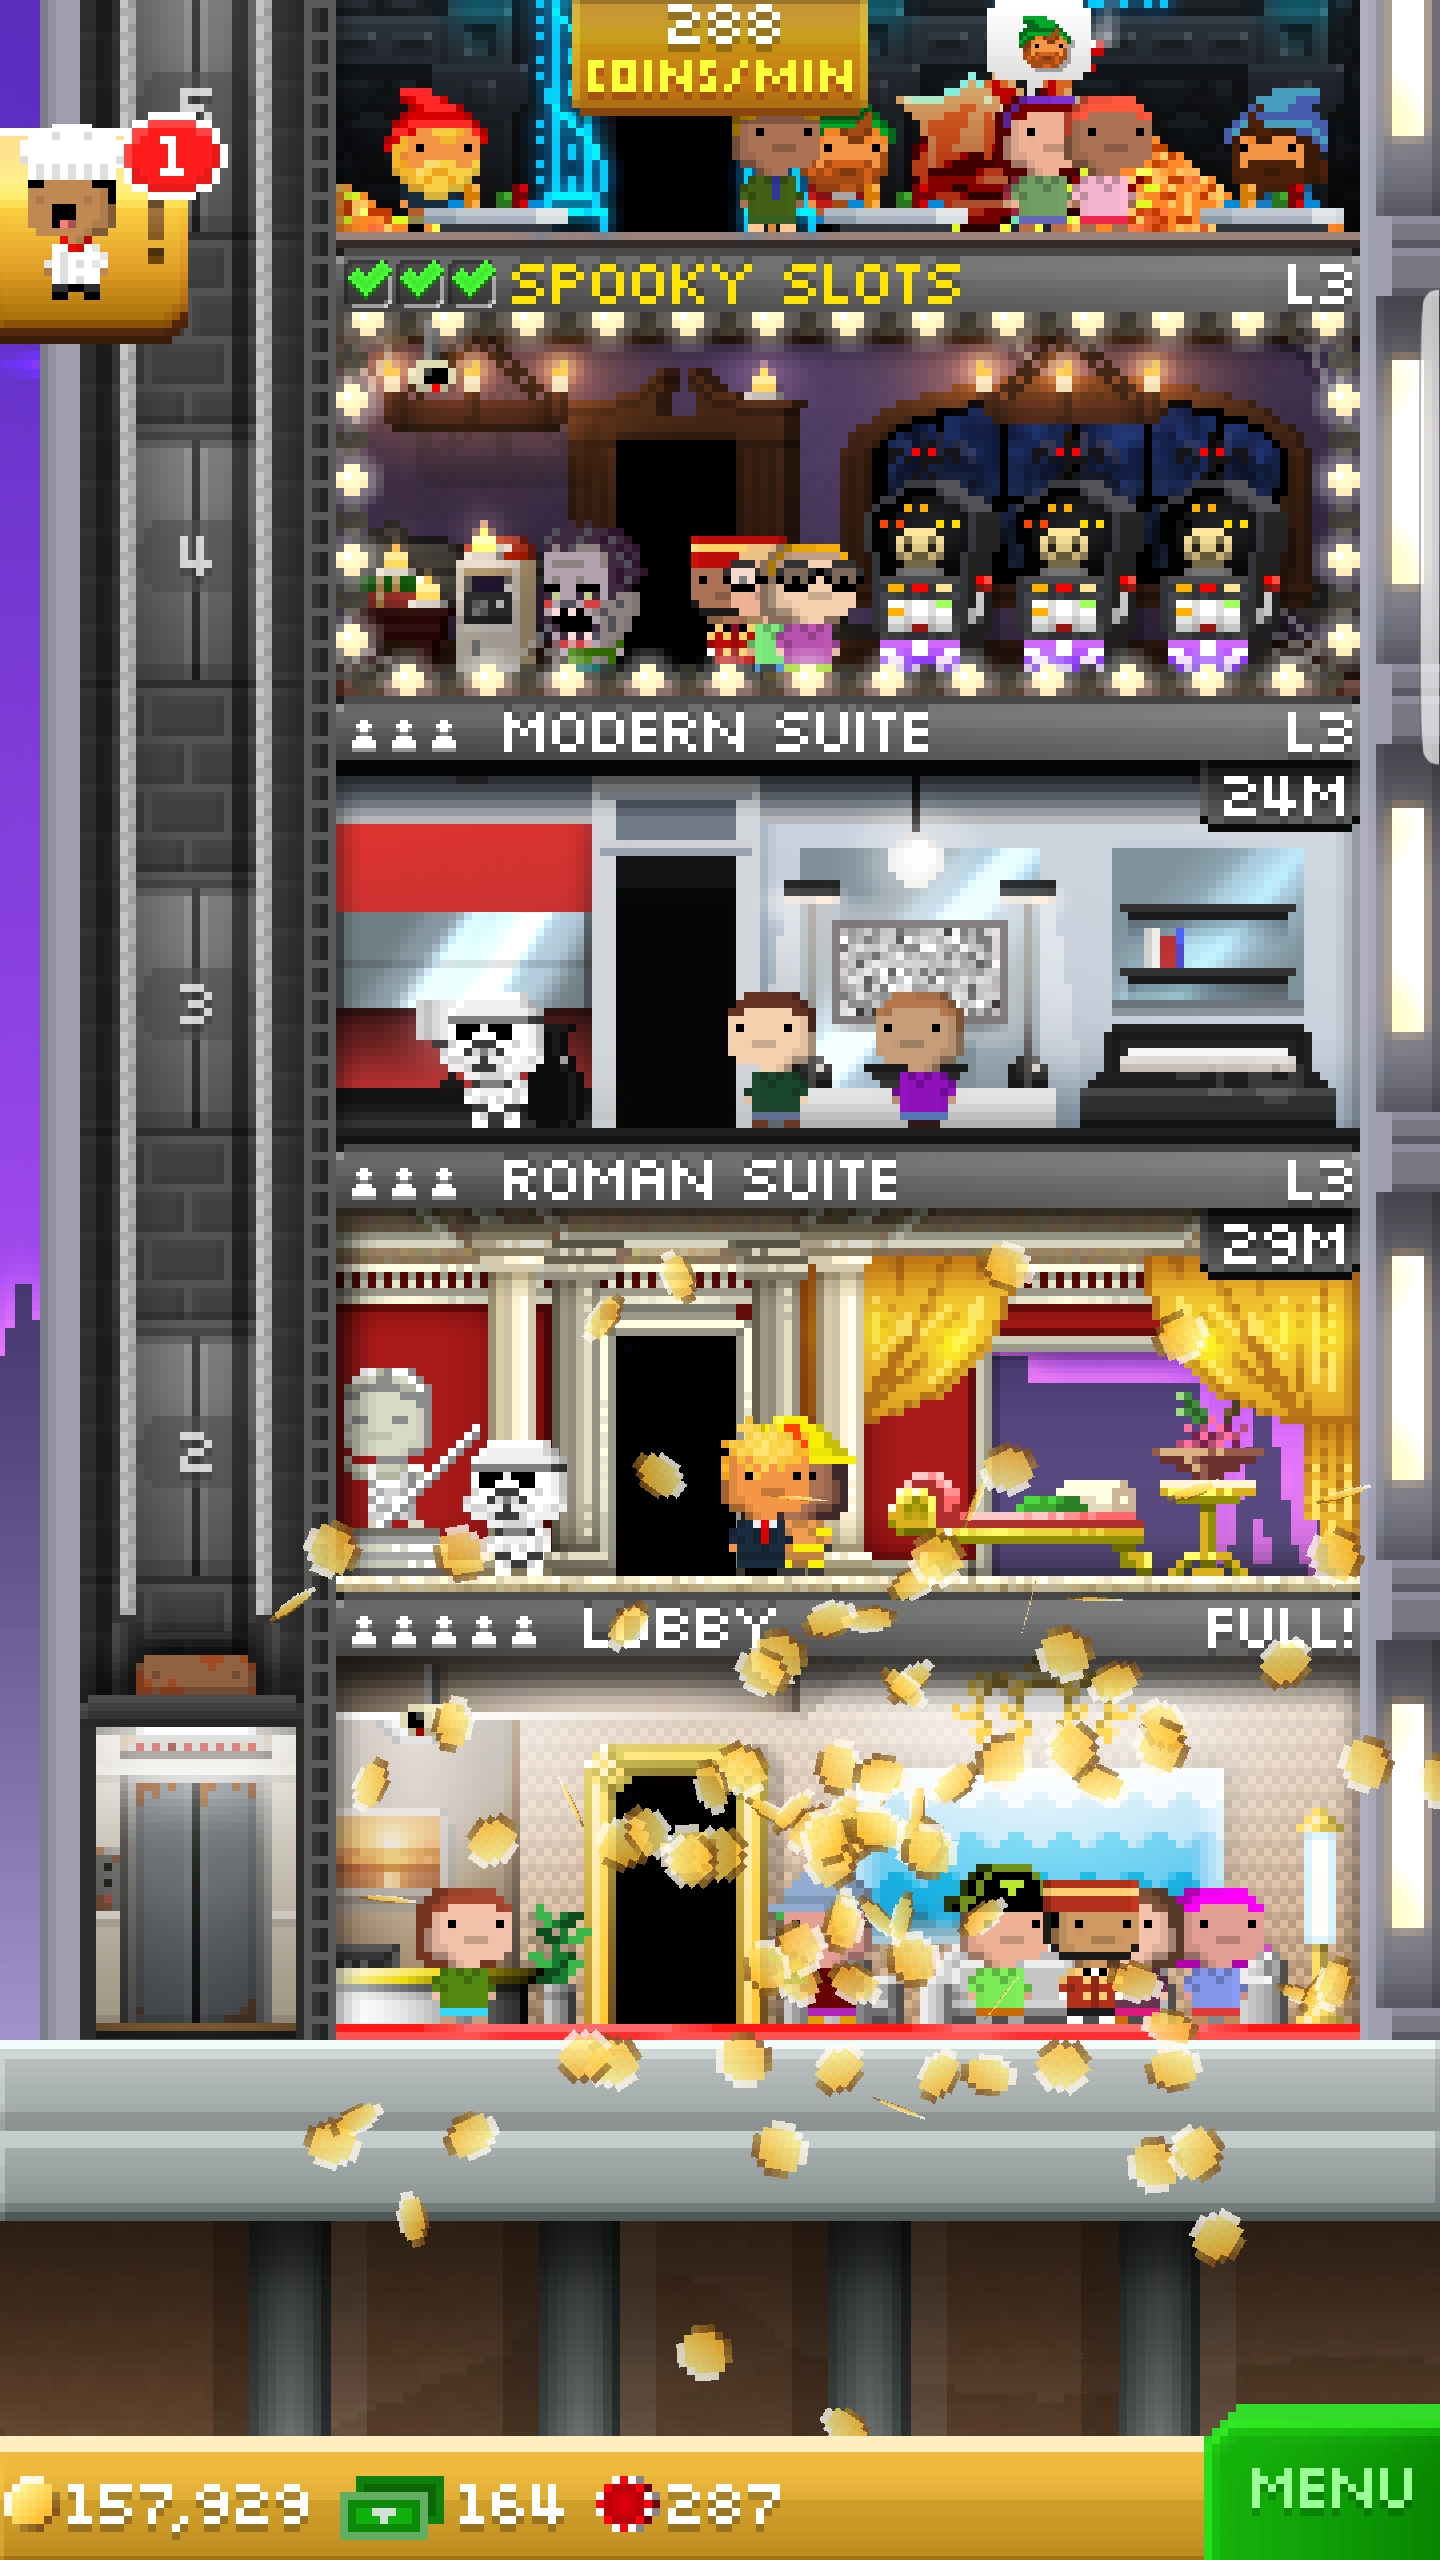 288
COINS/MIN
5
1
SPOOKY SLOTS L3
4
MODERN SUITE L3
24M
3
ROMAN SUITE L3
29M
2
LOBBY FULL!
157,929 164 287
MENU